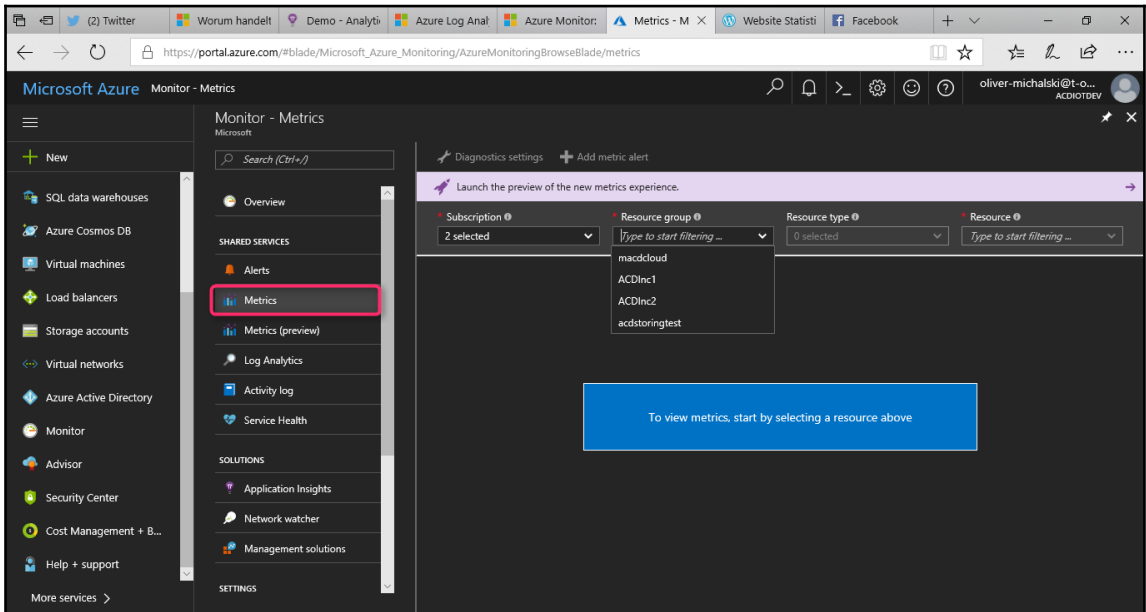 (2) Twitter
Worum handelt
Demo - Analytic
Azure Log Anal
Azure Monitor:
Metrics - M
Website Statisti
Facebook
https://portal.azure.com/#blade/Microsoft_Azure_Monitoring/AzureMonitoringBrowseBlade/metrics
Microsoft Azure Monitor - Metrics
oliver-michalski@t-o...
ACDIOTDEV
New
SQL data warehouses
Azure Cosmos DB
Virtual machines
Load balancers
Storage accounts
Virtual networks
Azure Active Directory
Monitor
Advisor
Security Center
Cost Management + B...
Help + support
More services >
Monitor - Metrics
Microsoft
Search (Ctrl+/)
Overview
SHARED SERVICES
Alerts
Metrics
Metrics (preview)
Log Analytics
Activity log
Service Health
SOLUTIONS
Application Insights
Network watcher
Management solutions
SETTINGS
Diagnostics settings
Add metric alert
Launch the preview of the new metrics experience.
* Subscription
2 selected
* Resource group
Type to start filtering ...
macdcloud
ACDInc1
ACDInc2
acdstoringtest
Resource type
0 selected
* Resource
Type to start filtering ...
To view metrics, start by selecting a resource above